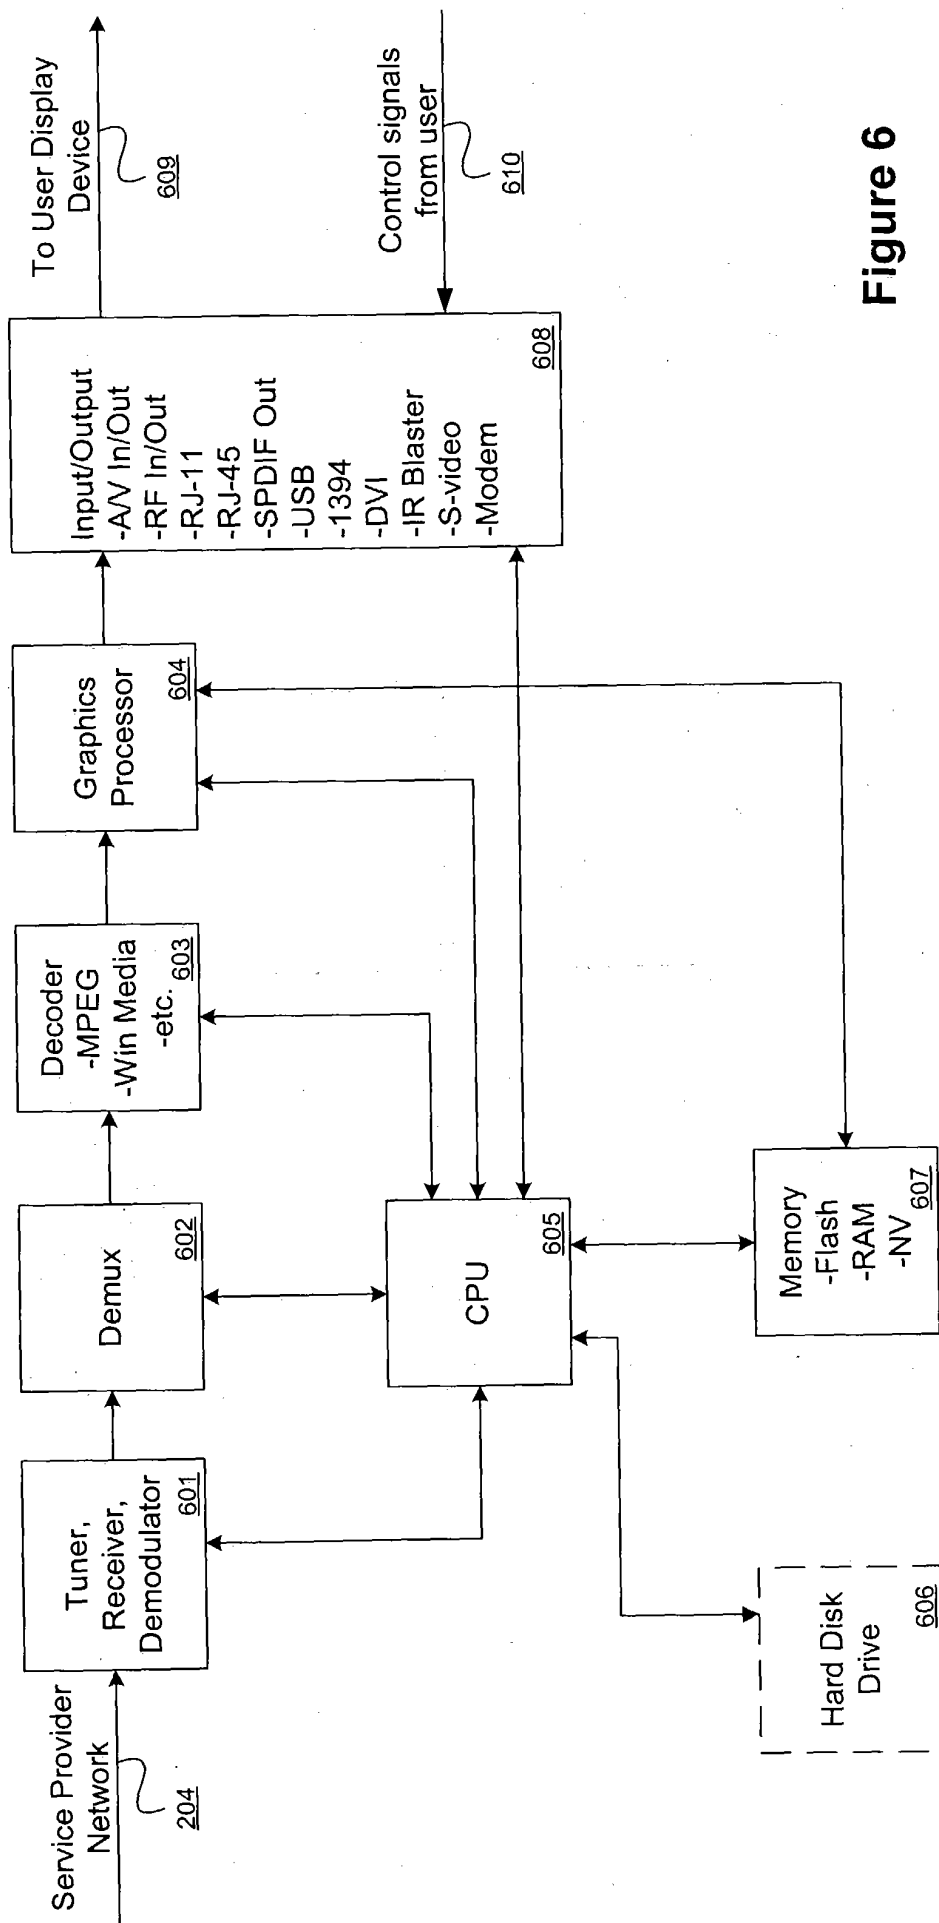 Service Provider
Network
204
Tuner,
Receiver,
Demodulator
601
Demux
602
Decoder
-MPEG
-Win Media
-etc.
603
Graphics
Processor
604
Input/Output
-A/V In/Out
-RF In/Out
-RJ-11
-RJ-45
-SPDIF Out
-USB
-1394
-DVI
-IR Blaster
-S-video
-Modem
608
To User Display
Device
609
Control signals
from user
610
CPU
605
Hard Disk
Drive
606
Memory
-Flash
-RAM
-NV
607
Figure 6